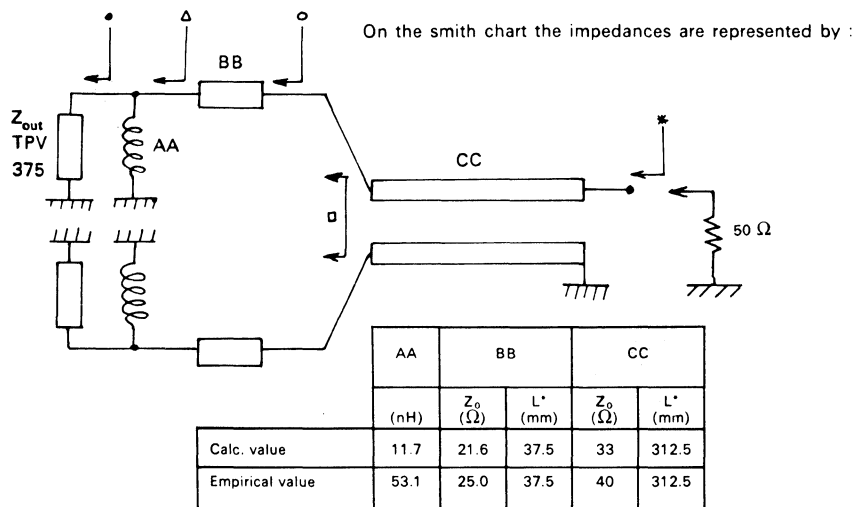 On the smith chart the impedances are represented by :
BB
Z out
TPV
375
AA
CC
*
50 Ω
AA BB CC
(nH) Z₀ (Ω) L* (mm) Z₀ (Ω) L* (mm)
Calc. value 11.7 21.6 37.5 33 312.5
Empirical value 53.1 25.0 37.5 40 312.5